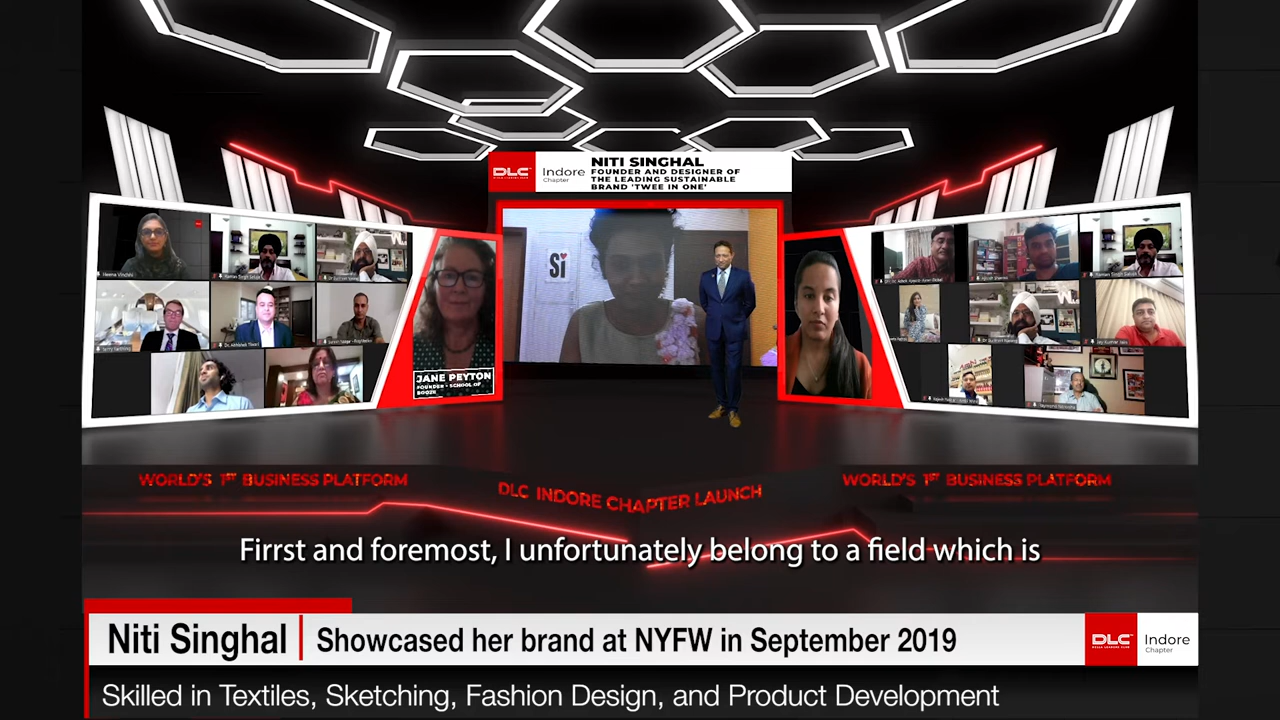 DLC
Indore
Chapter
NITI SINGHAL
FOUNDER AND DESIGNER OF
THE LEADING SUSTAINABLE
BRAND 'TWEE IN ONE'
Sí
Heena Vinchhi
JANE PEYTON
FOUNDER - SCHOOL OF
BOOZE
WORLD'S 1ST BUSINESS PLATFORM
DLC INDORE CHAPTER LAUNCH
WORLD'S 1ST BUSINESS PLATFORM
Firrst and foremost, I unfortunately belong to a field which is
Niti Singhal
Showcased her brand at NYFW in September 2019
DLC
Indore
Chapter
Skilled in Textiles, Sketching, Fashion Design, and Product Development